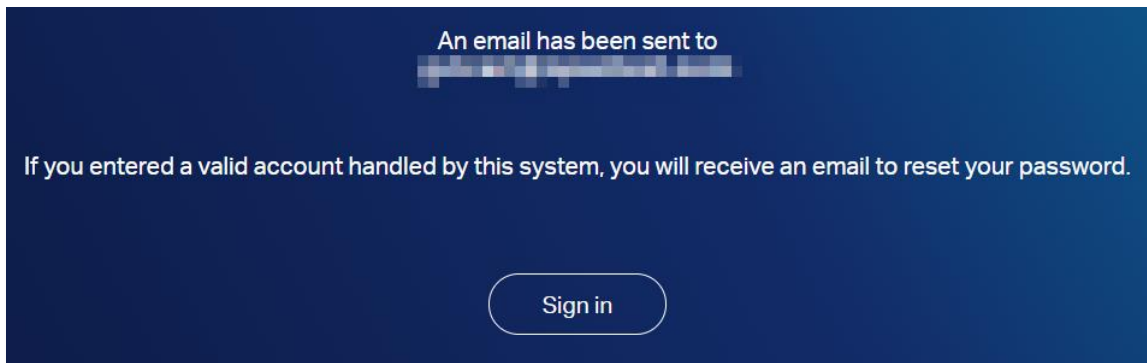 An email has been sent to
If you entered a valid account handled by this system, you will receive an email to reset your password.
Sign in